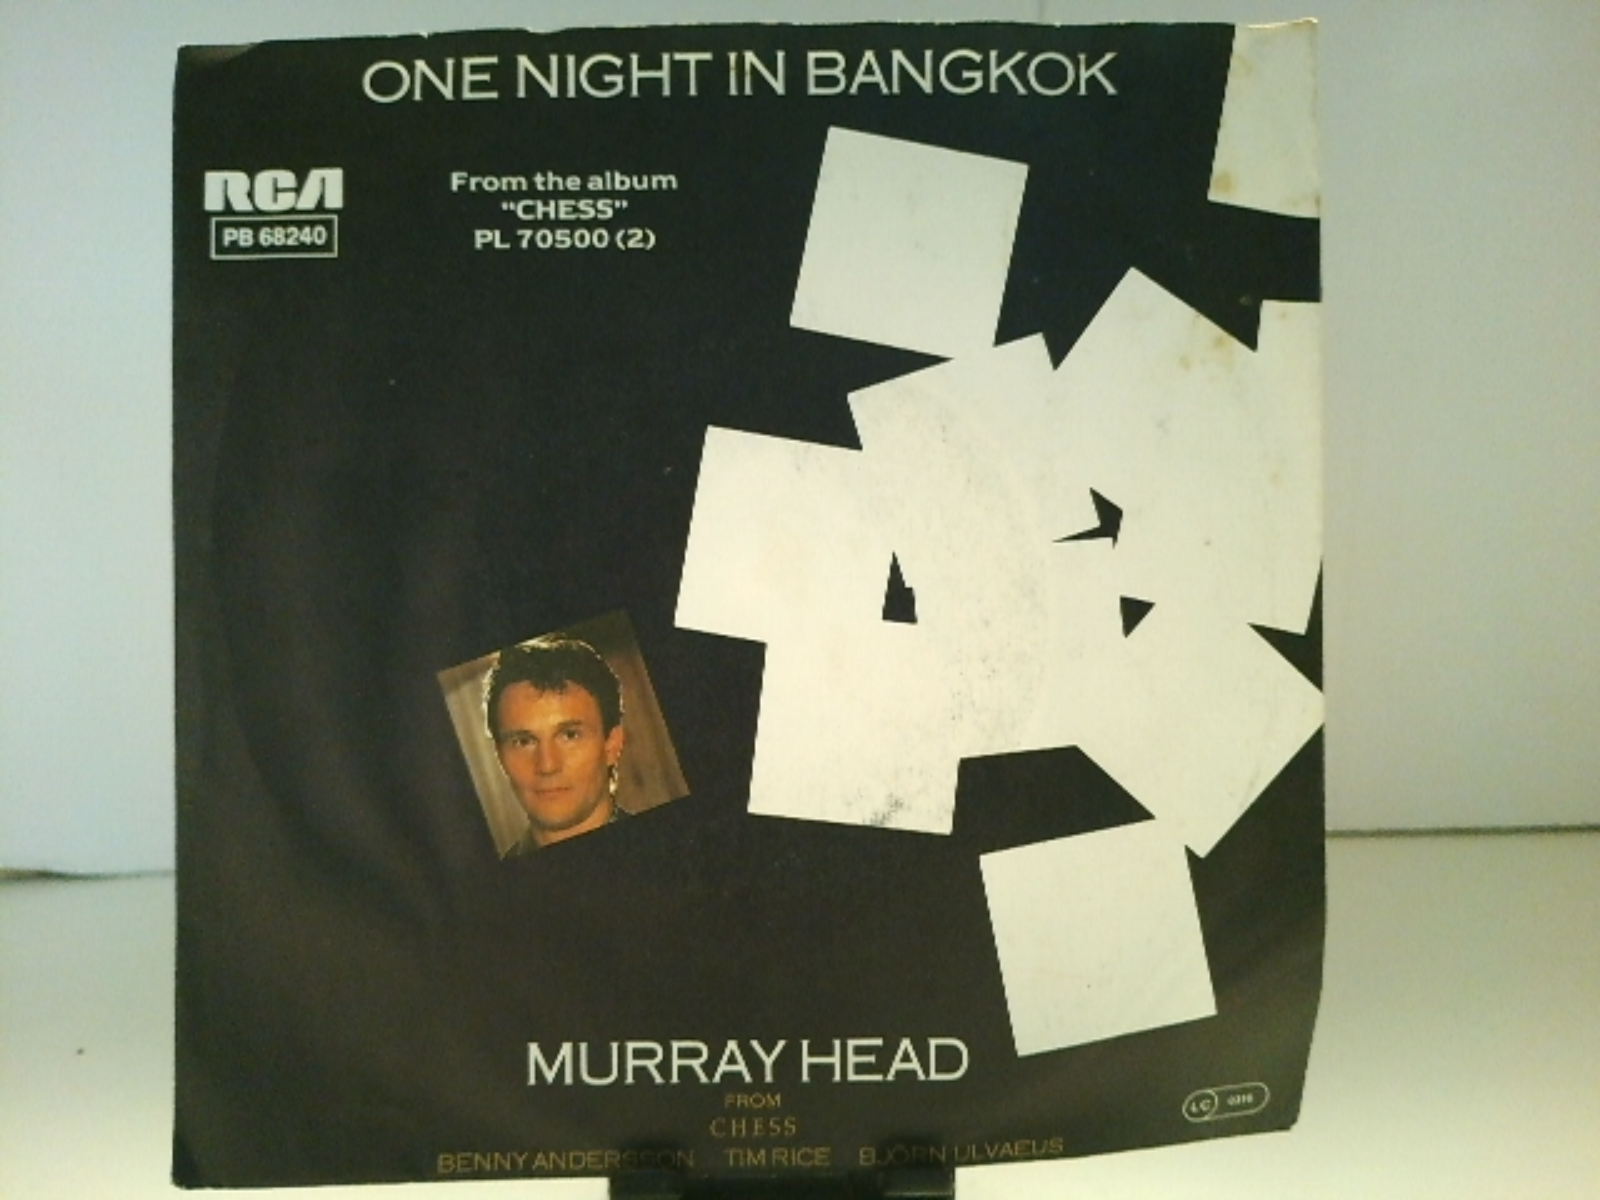 ONE NIGHT IN BANGKOK
RCA
PB 68240
From the album
"CHESS"
PL 70500 (2)
MURRAY HEAD
FROM
CHESS
BENNY ANDERSSON TIM RICE BJÖRN ULVAEUS
LC